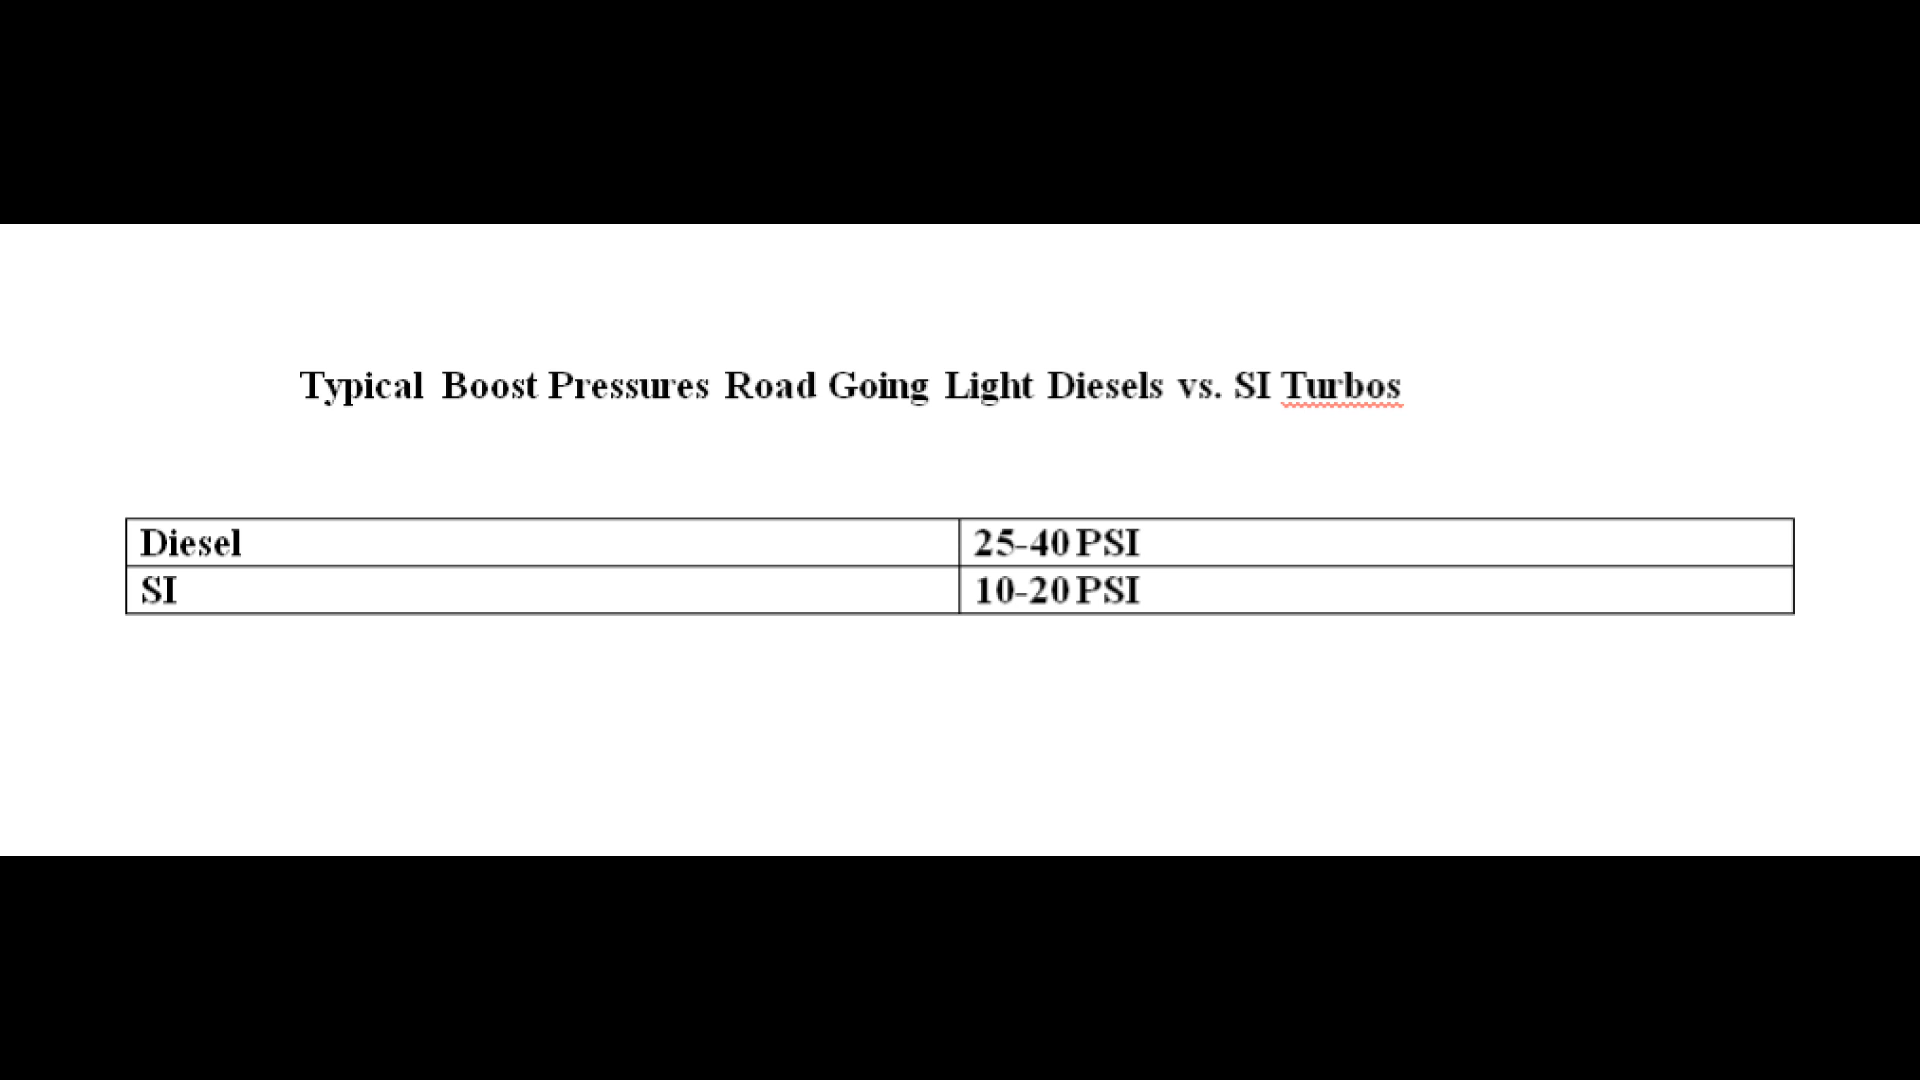 Typical Boost Pressures Road Going Light Diesels vs. SI Turbos
Diesel 25-40 PSI
SI 10-20 PSI